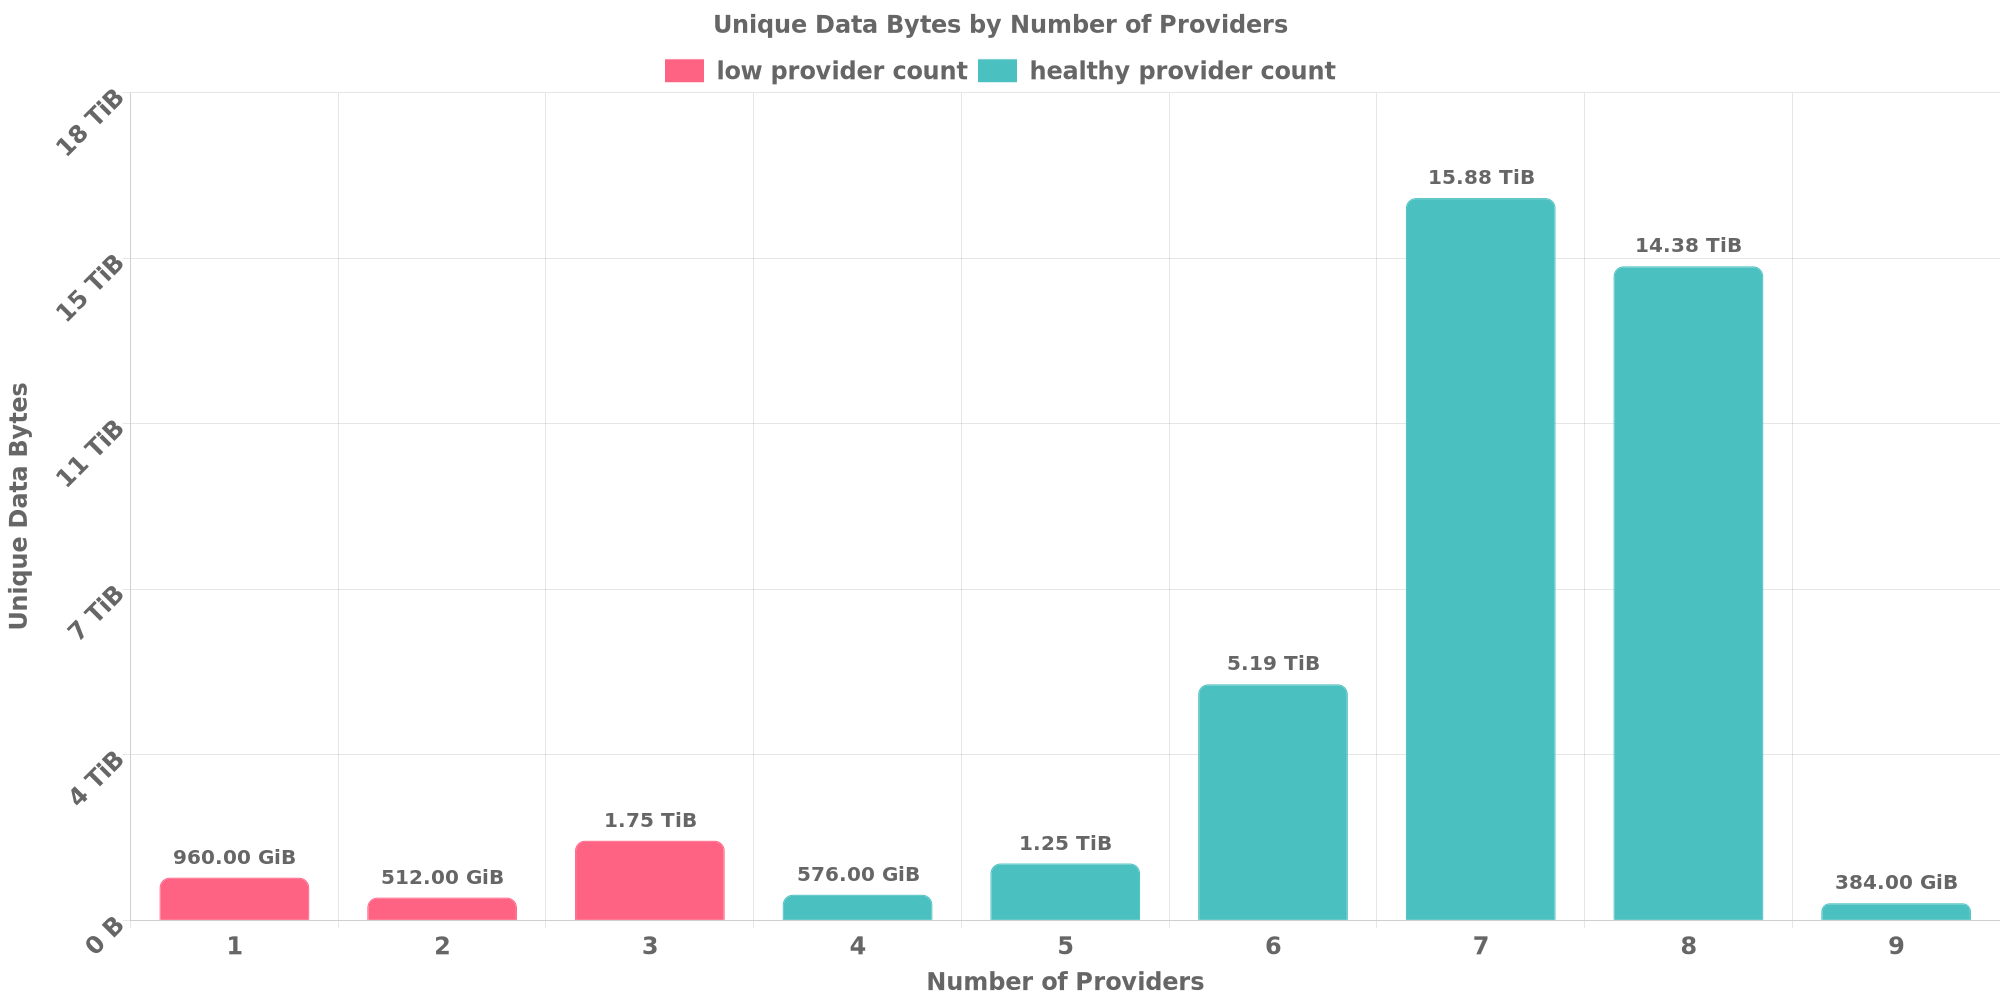 Unique Data Bytes by Number of Providers
low provider count healthy provider count
18 TiB
15 TiB
11 TiB
7 TiB
4 TiB
0 B
Unique Data Bytes
960.00 GiB
512.00 GiB
1.75 TiB
576.00 GiB
1.25 TiB
5.19 TiB
15.88 TiB
14.38 TiB
384.00 GiB
1 2 3 4 5 6 7 8 9
Number of Providers